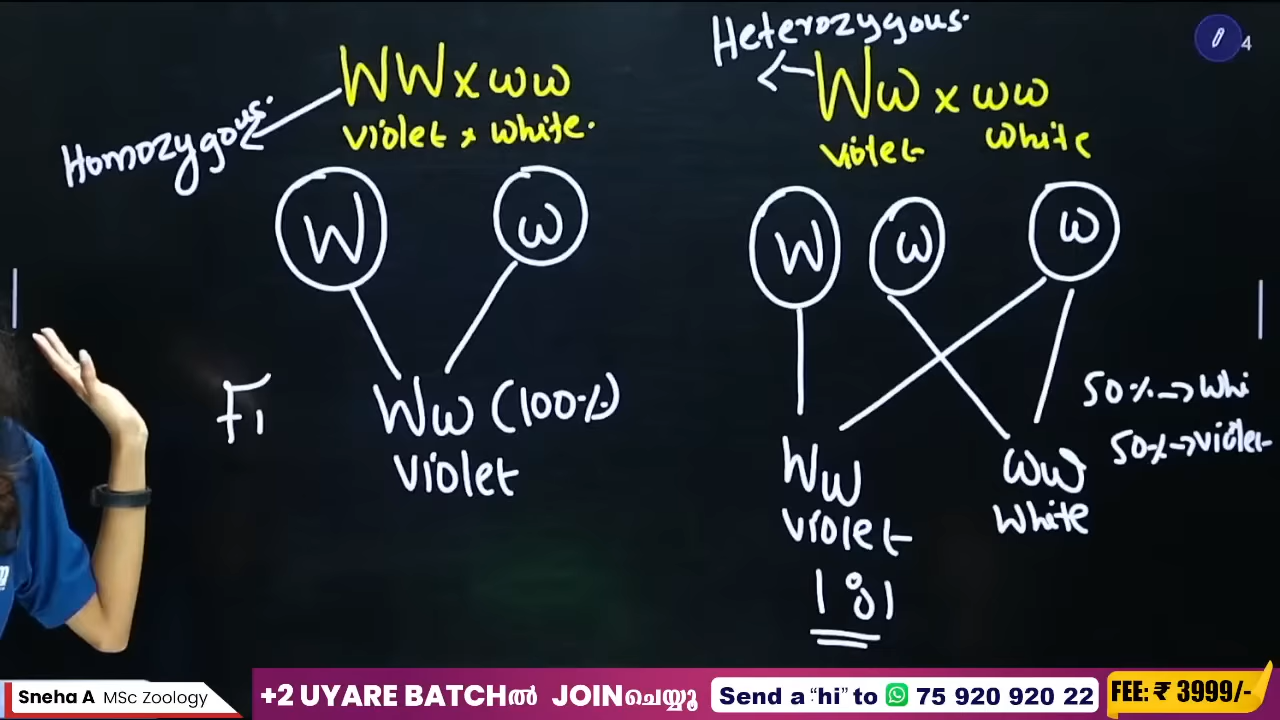 Heterozygous.
4
WW x ww
violet x white.
Homozygous.
Ww x ww
violet white
W w
W w w
F1
Ww (100%)
violet
50% → Whi
50% → violet
Ww
violet
ww
white
1:1
Sneha A MSc Zoology
+2 UYARE BATCHൽ JOINചെയ്യൂ
Send a “hi” to 75 920 920 22
FEE: ₹ 3999/-